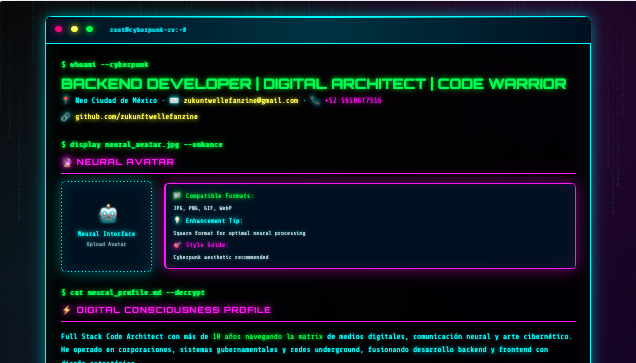 root@cyberpunk-cv:~#
$ whoami --cyberpunk
BACKEND DEVELOPER | DIGITAL ARCHITECT | CODE WARRIOR
Neo Ciudad de México · zukuntwellefanzine@gmail.com · +52 5610677516
github.com/zukunftwellefanzine
$ display neural_avatar.jpg --enhance
NEURAL AVATAR
Neural Interface
Upload Avatar
Compatible Formats:
JPG, PNG, GIF, WebP
Enhancement Tip:
Square format for optimal neural processing
Style Guide:
Cyberpunk aesthetic recommended
$ cat neural_profile.md --decrypt
DIGITAL CONSCIOUSNESS PROFILE
Full Stack Code Architect con más de 10 años navegando la matrix de medios digitales, comunicación neural y arte cibernético.
He operado en corporaciones, sistemas gubernamentales y redes underground, fusionando desarrollo backend y frontend con